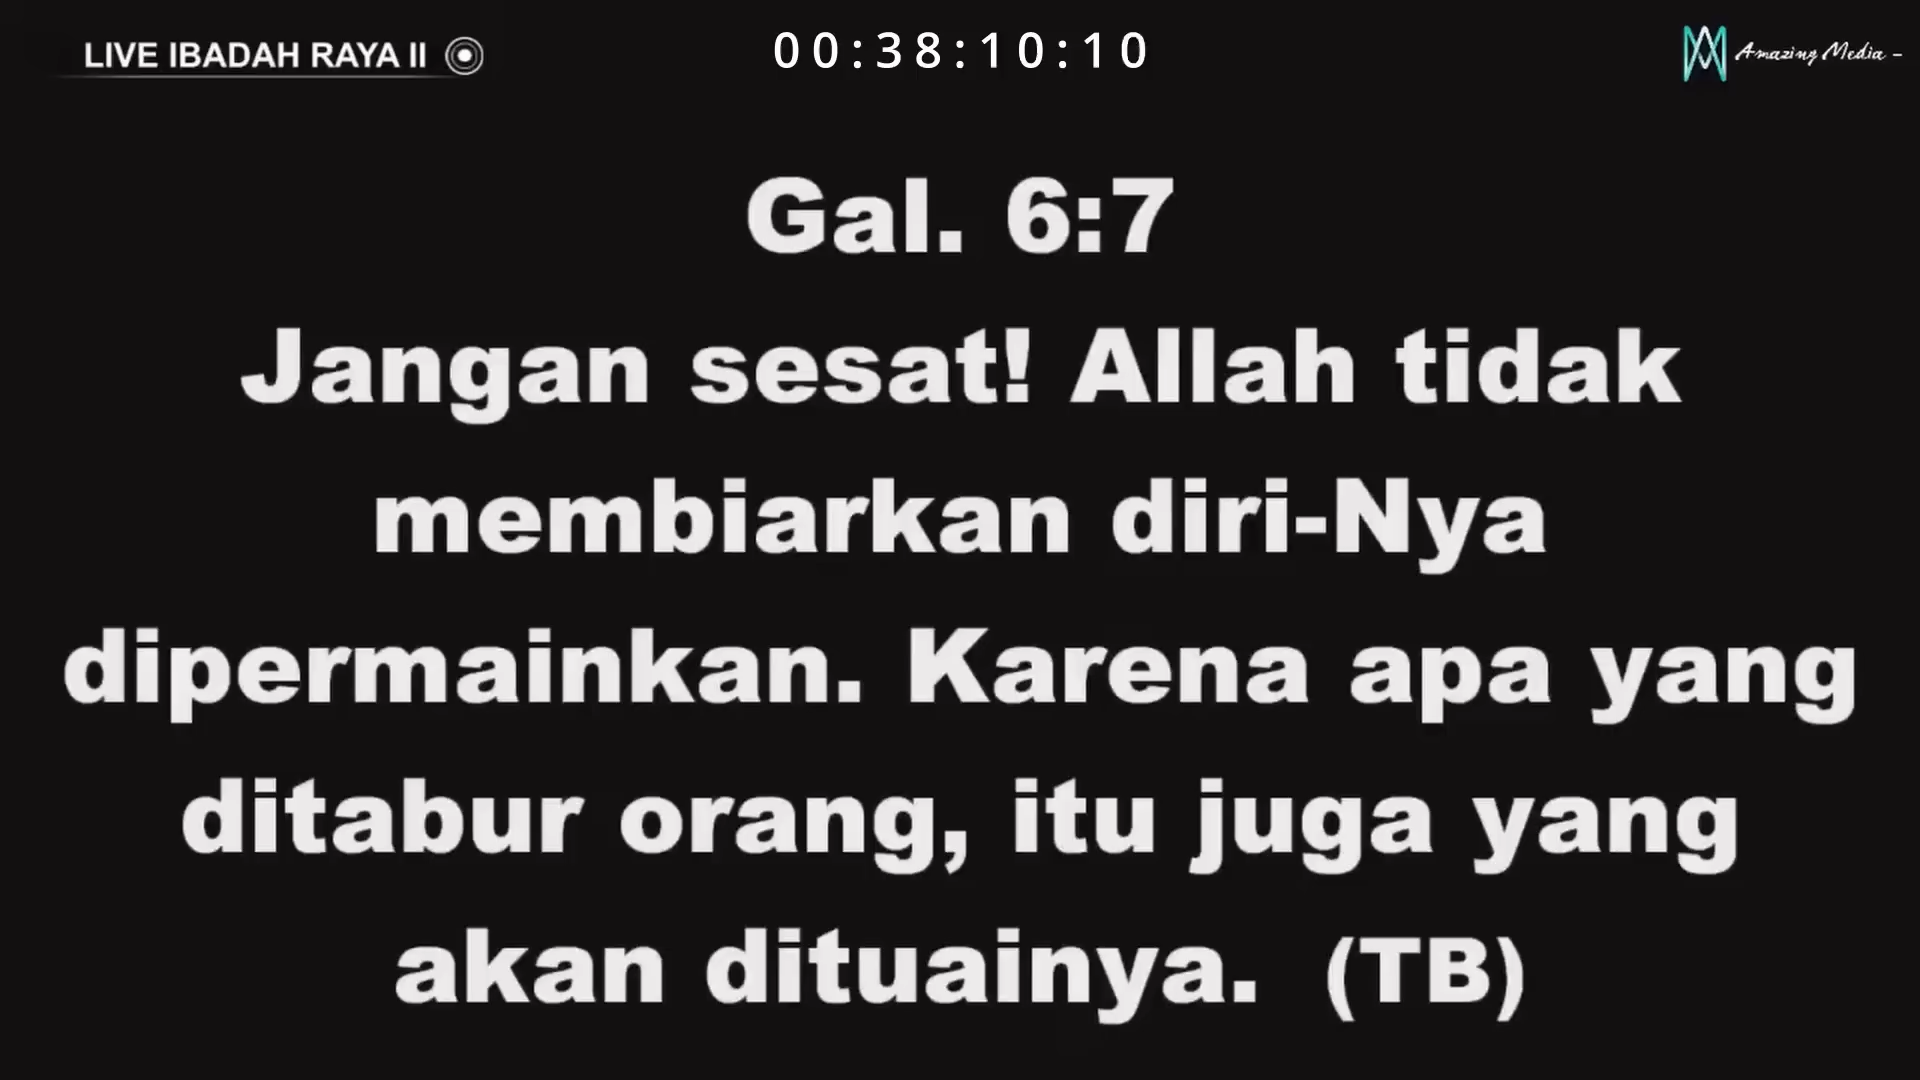 LIVE IBADAH RAYA II
00:38:10:10
Amazing Media -
Gal. 6:7
Jangan sesat! Allah tidak
membiarkan diri-Nya
dipermainkan. Karena apa yang
ditabur orang, itu juga yang
akan dituainya. (TB)